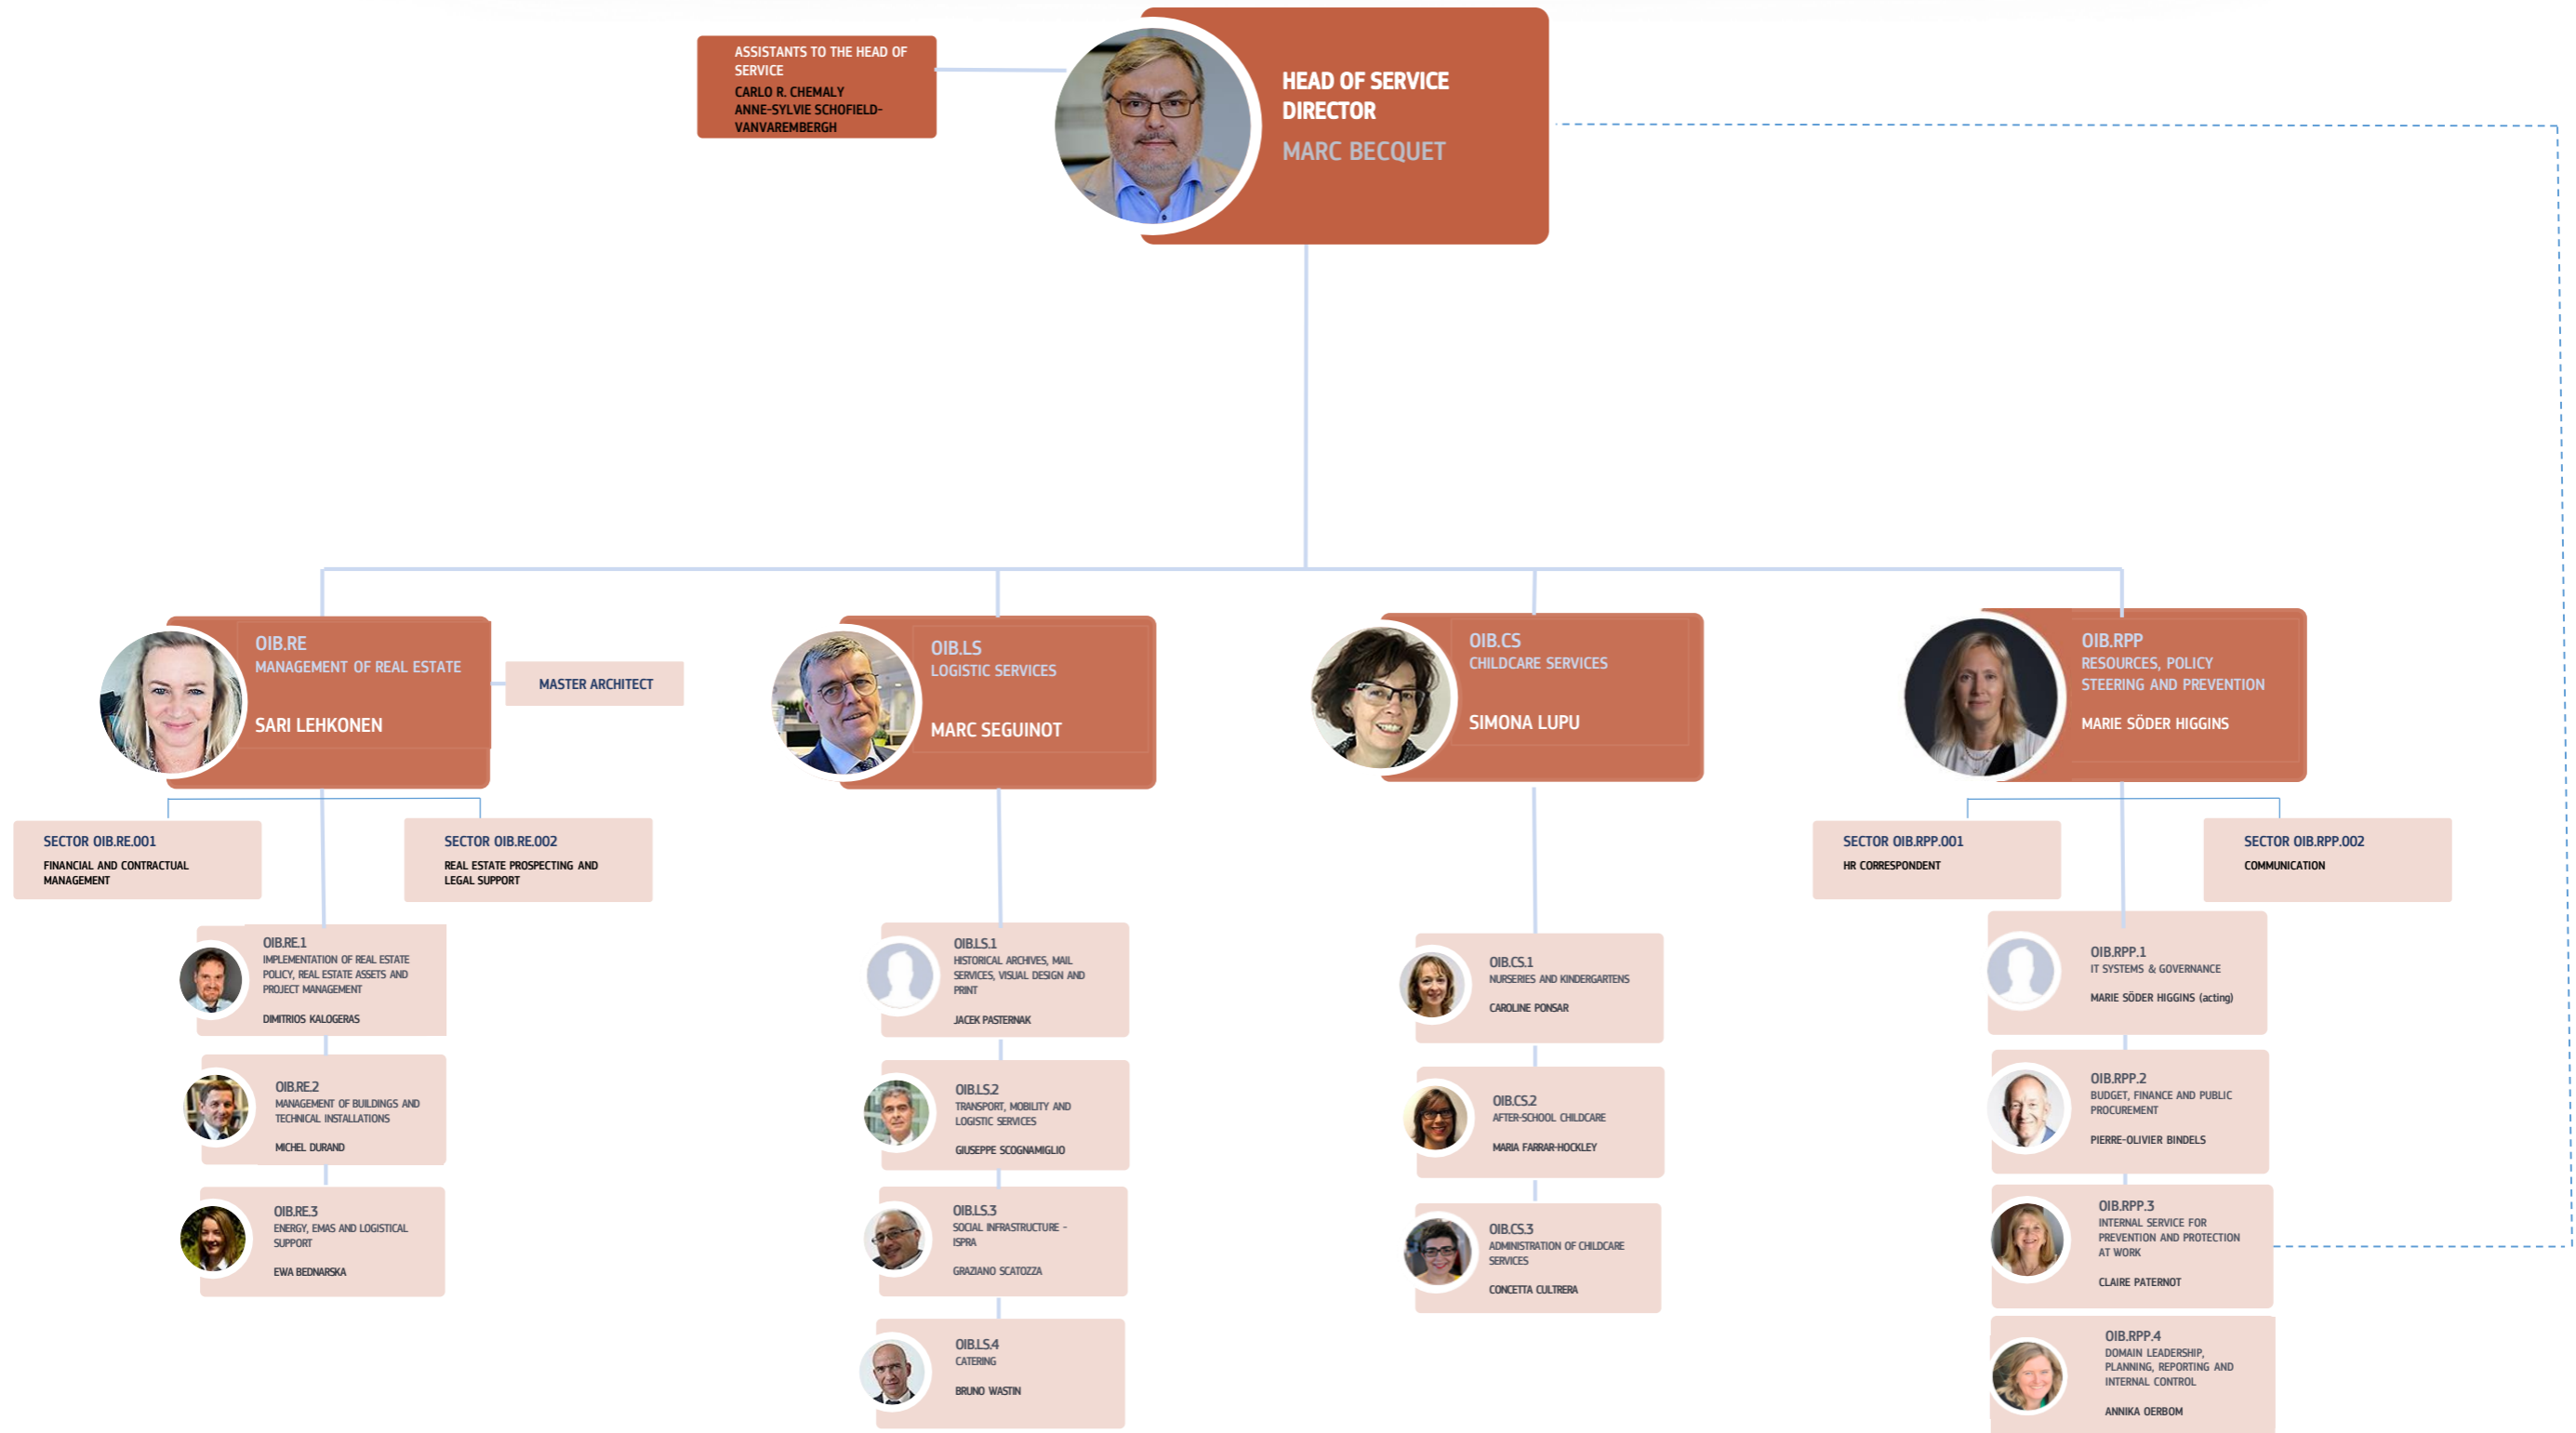 ASSISTANTS TO THE HEAD OF
SERVICE
CARLO R. CHEMALY
ANNE-SYLVIE SCHOFIELD-
VANVAREMBERGH
HEAD OF SERVICE
DIRECTOR
MARC BECQUET
OIB.RE
MANAGEMENT OF REAL ESTATE
SARI LEHKONEN
MASTER ARCHITECT
OIB.LS
LOGISTIC SERVICES
MARC SEGUINOT
OIB.CS
CHILDCARE SERVICES
SIMONA LUPU
OIB.RPP
RESOURCES, POLICY
STEERING AND PREVENTION
MARIE SÖDER HIGGINS
SECTOR OIB.RE.001
FINANCIAL AND CONTRACTUAL
MANAGEMENT
SECTOR OIB.RE.002
REAL ESTATE PROSPECTING AND
LEGAL SUPPORT
SECTOR OIB.RPP.001
HR CORRESPONDENT
SECTOR OIB.RPP.002
COMMUNICATION
OIB.RE.1
IMPLEMENTATION OF REAL ESTATE
POLICY, REAL ESTATE ASSETS AND
PROJECT MANAGEMENT
DIMITRIOS KALOGERAS
OIB.RE.2
MANAGEMENT OF BUILDINGS AND
TECHNICAL INSTALLATIONS
MICHEL DURAND
OIB.RE.3
ENERGY, EMAS AND LOGISTICAL
SUPPORT
EWA BEDNARSKA
OIB.LS.1
HISTORICAL ARCHIVES, MAIL
SERVICES, VISUAL DESIGN AND
PRINT
JACEK PASTERNAK
OIB.LS.2
TRANSPORT, MOBILITY AND
LOGISTIC SERVICES
GIUSEPPE SCOGNAMIGLIO
OIB.LS.3
SOCIAL INFRASTRUCTURE -
ISPRA
GRAZIANO SCATOZZA
OIB.LS.4
CATERING
BRUNO WASTIN
OIB.CS.1
NURSERIES AND KINDERGARTENS
CAROLINE PONSAR
OIB.CS.2
AFTER-SCHOOL CHILDCARE
MARIA FARRAR-HOCKLEY
OIB.CS.3
ADMINISTRATION OF CHILDCARE
SERVICES
CONCETTA CULTRERA
OIB.RPP.1
IT SYSTEMS & GOVERNANCE
MARIE SÖDER HIGGINS (acting)
OIB.RPP.2
BUDGET, FINANCE AND PUBLIC
PROCUREMENT
PIERRE-OLIVIER BINDELS
OIB.RPP.3
INTERNAL SERVICE FOR
PREVENTION AND PROTECTION
AT WORK
CLAIRE PATERNOT
OIB.RPP.4
DOMAIN LEADERSHIP,
PLANNING, REPORTING AND
INTERNAL CONTROL
ANNIKA OERBOM